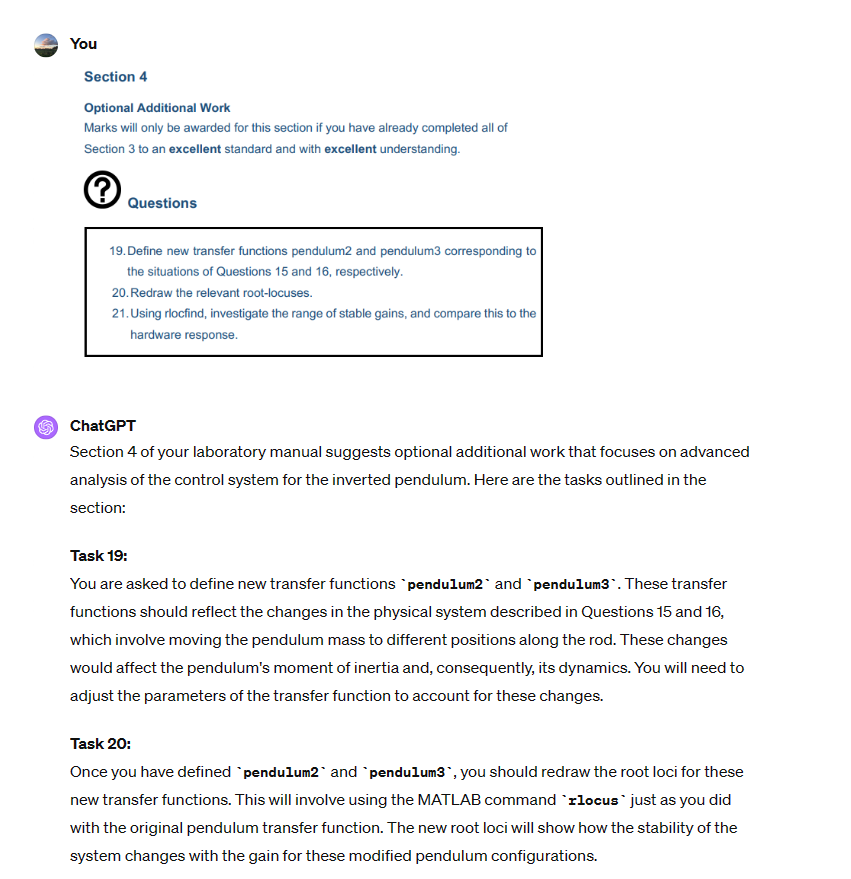 You
Section 4
Optional Additional Work
Marks will only be awarded for this section if you have already completed all of
Section 3 to an excellent standard and with excellent understanding.
? Questions
19. Define new transfer functions pendulum2 and pendulum3 corresponding to
the situations of Questions 15 and 16, respectively.
20. Redraw the relevant root-locuses.
21. Using rlocfind, investigate the range of stable gains, and compare this to the
hardware response.
ChatGPT
Section 4 of your laboratory manual suggests optional additional work that focuses on advanced
analysis of the control system for the inverted pendulum. Here are the tasks outlined in the
section:
Task 19:
You are asked to define new transfer functions `pendulum2` and `pendulum3`. These transfer
functions should reflect the changes in the physical system described in Questions 15 and 16,
which involve moving the pendulum mass to different positions along the rod. These changes
would affect the pendulum's moment of inertia and, consequently, its dynamics. You will need to
adjust the parameters of the transfer function to account for these changes.
Task 20:
Once you have defined `pendulum2` and `pendulum3`, you should redraw the root loci for these
new transfer functions. This will involve using the MATLAB command `rlocus` just as you did
with the original pendulum transfer function. The new root loci will show how the stability of the
system changes with the gain for these modified pendulum configurations.